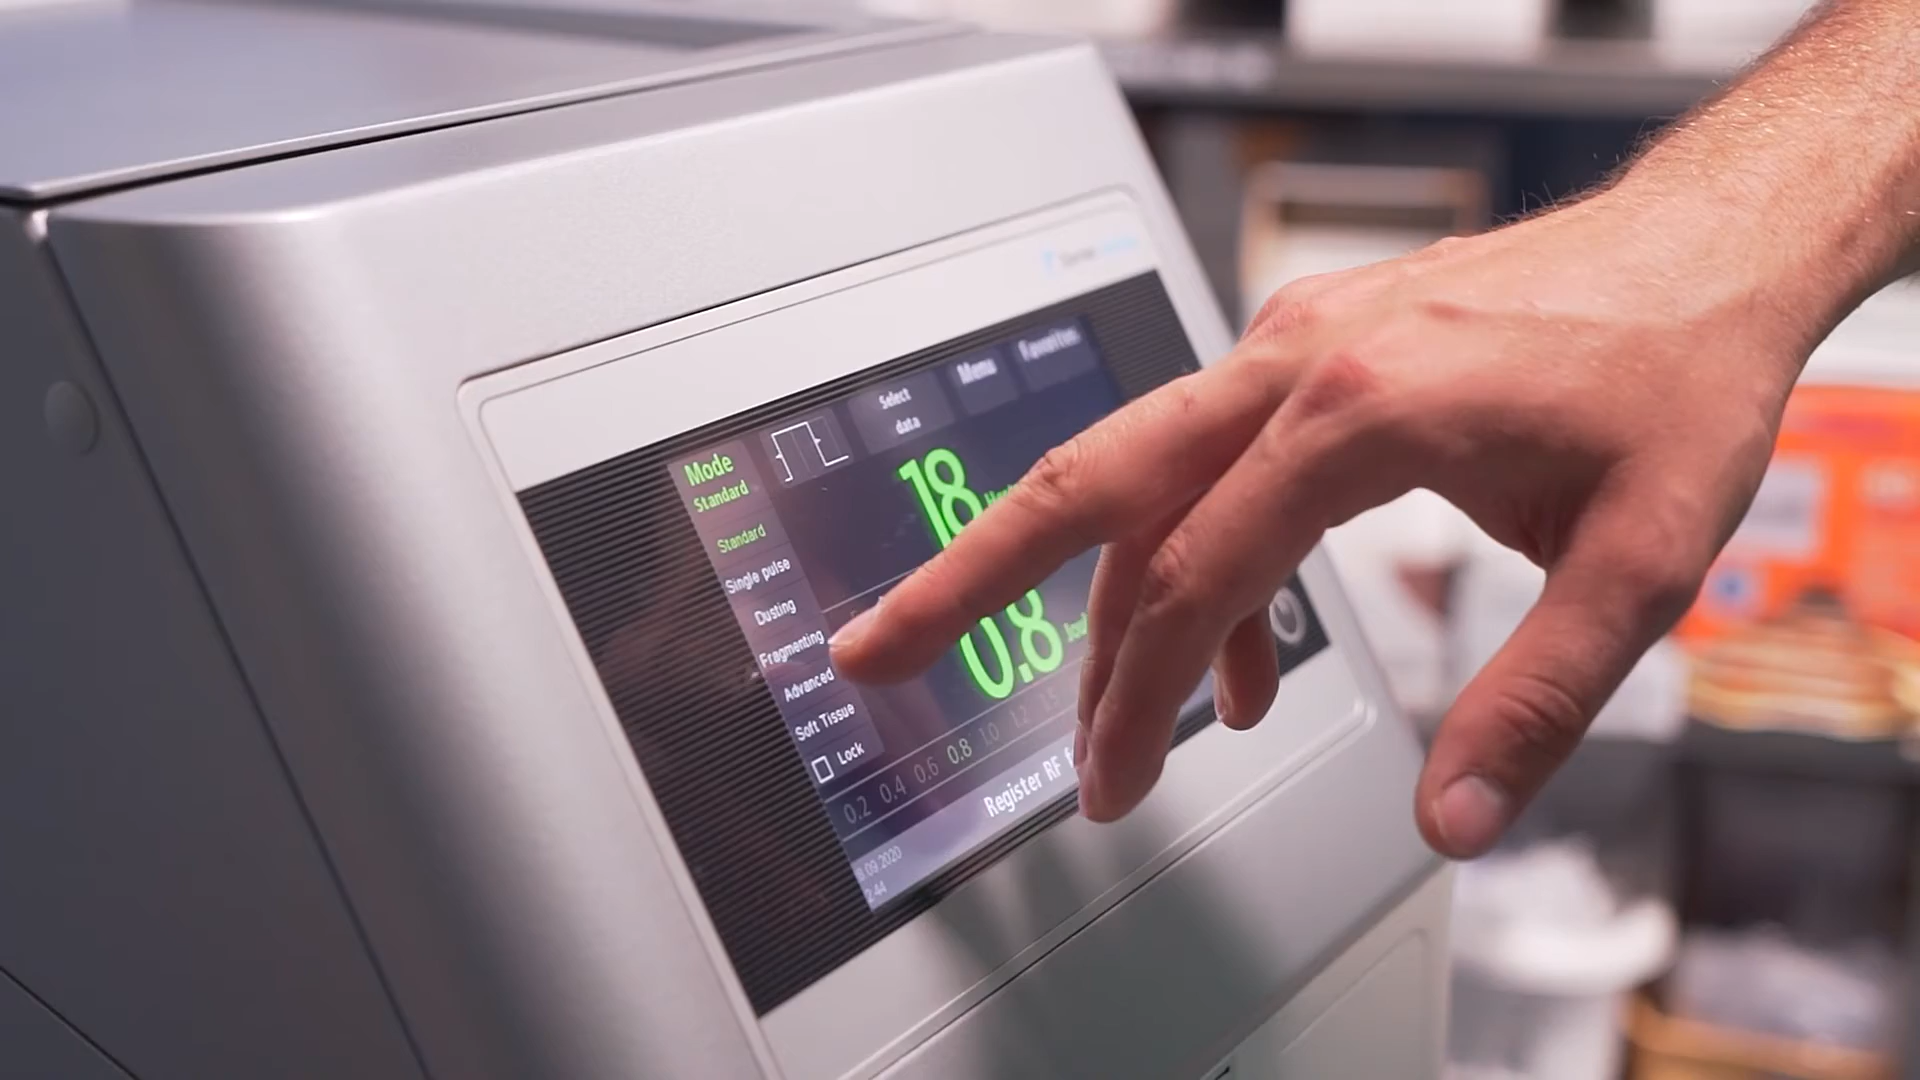 Select
data
Menu
Favorites
Mode
Standard
18
Standard
Single pulse
Dusting
Fragmenting
Advanced
Soft Tissue
Lock
0.8
0.2 0.4 0.6 0.8 1.0 1.2 1.5
Register RF
09.2020